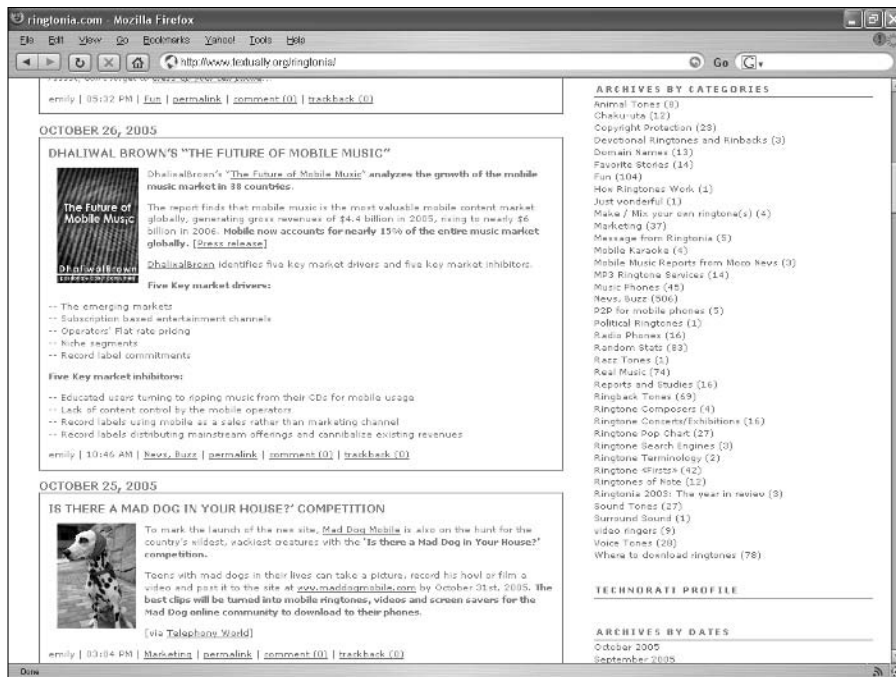 ringtonia.com - Mozilla Firefox
File Edit View Go Bookmarks Yahoo! Tools Help
http://www.textually.org/ringtonia/
Go
emily | 05:32 PM | Fun | permalink | comment (0) | trackback (0)
OCTOBER 26, 2005
DHALIWAL BROWN'S "THE FUTURE OF MOBILE MUSIC"
The Future of
Mobile Music
DhaliwalBrown
DhaliwalBrown's "The Future of Mobile Music" analyzes the growth of the mobile
music market in 38 countries.
The report finds that mobile music is the most valuable mobile content market
globally, generating gross revenues of $4.4 billion in 2005, rising to nearly $6
billion in 2006. Mobile now accounts for nearly 15% of the entire music market
globally. [Press release]
DhaliwalBrown identifies five key market drivers and five key market inhibitors.
Five Key market drivers:
-- The emerging markets
-- Subscription based entertainment channels
-- Operators' Flat rate pricing
-- Niche segments
-- Record label commitments
Five Key market inhibitors:
-- Educated users turning to ripping music from their CDs for mobile usage
-- Lack of content control by the mobile operators
-- Record labels using mobile as a sales rather than marketing channel
-- Record labels distributing mainstream offerings and cannibalize existing revenues
emily | 10:46 AM | News, Buzz | permalink | comment (0) | trackback (0)
OCTOBER 25, 2005
IS THERE A MAD DOG IN YOUR HOUSE?' COMPETITION
To mark the launch of the new site, Mad Dog Mobile is also on the hunt for the
country's wildest, wackiest creatures with the 'Is there a Mad Dog in Your House?'
competition.
Teens with mad dogs in their lives can take a picture, record his howl or film a
video and post it to the site at www.maddogmobile.com by October 31st, 2005. The
best clips will be turned into mobile ringtones, videos and screen savers for the
Mad Dog online community to download to their phones.
[via Telephony World]
emily | 03:04 PM | Marketing | permalink | comment (0) | trackback (0)
ARCHIVES BY CATEGORIES
Animal Tones (8)
Chaku-uta (12)
Copyright Protection (23)
Devotional Ringtones and Rinbacks (3)
Domain Names (13)
Favorite Stories (14)
Fun (104)
How Ringtones Work (1)
Just wonderful (1)
Make / Mix your own ringtone(s) (4)
Marketing (37)
Message from Ringtonia (5)
Mobile Karaoke (4)
Mobile Music Reports from Moco News (3)
MP3 Ringtone Services (14)
Music Phones (45)
News, Buzz (506)
P2P for mobile phones (5)
Political Ringtones (1)
Radio Phones (16)
Random Stats (83)
Razz Tones (1)
Real Music (74)
Reports and Studies (16)
Ringback Tones (69)
Ringtone Composers (4)
Ringtone Concerts/Exhibitions (16)
Ringtone Pop Chart (27)
Ringtone Search Engines (3)
Ringtone Terminology (2)
Ringtone «Firsts» (42)
Ringtones of Note (12)
Ringtonia 2003: The year in review (3)
Sound Tones (27)
Surround Sound (1)
video ringers (9)
Voice Tones (28)
Where to download ringtones (78)
TECHNORATI PROFILE
ARCHIVES BY DATES
October 2005
September 2005
Done